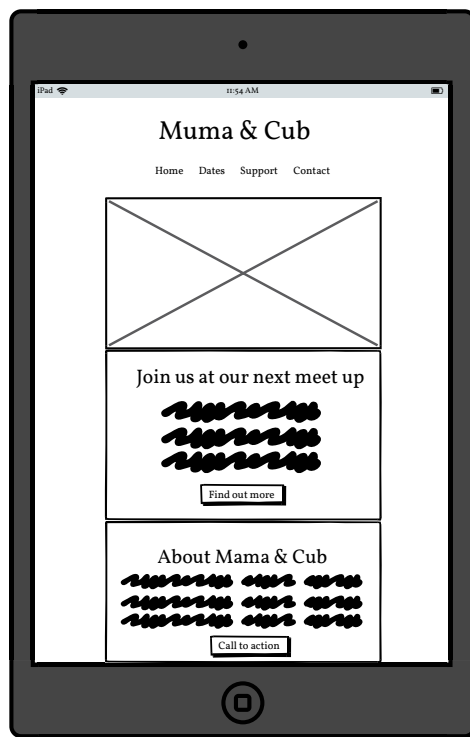 iPad 11:54 AM
Muma & Cub
Home Dates Support Contact
Join us at our next meet up
Find out more
About Mama & Cub
Call to action